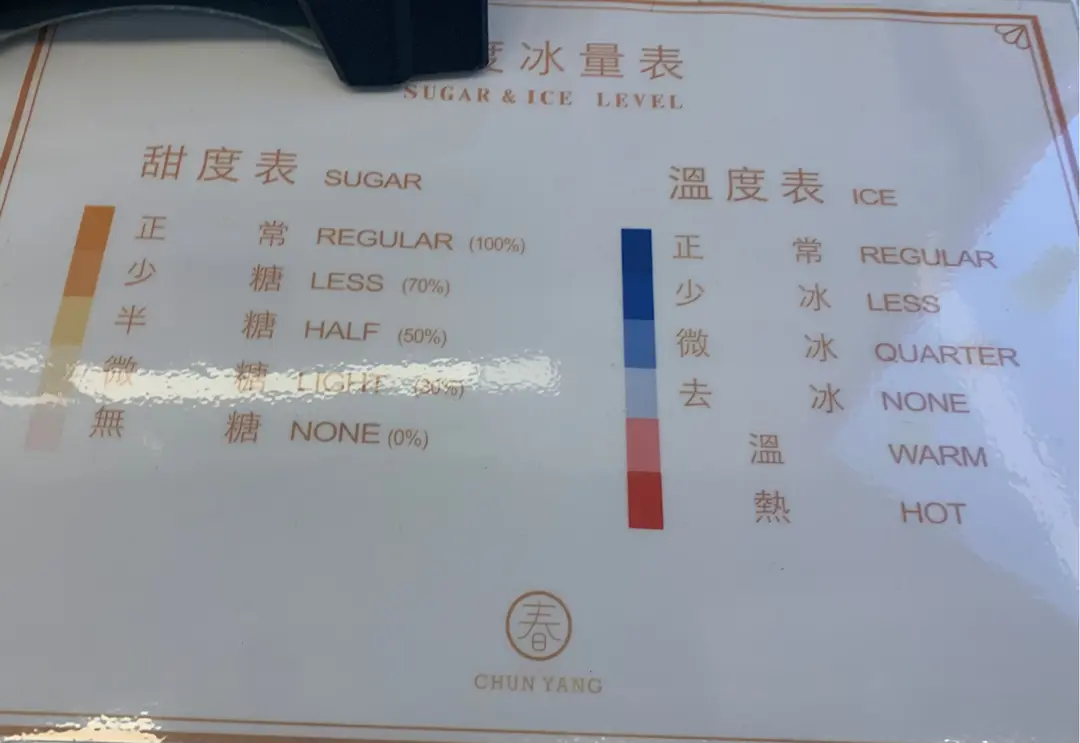 度冰量表
SUGAR & ICE LEVEL
甜度表 SUGAR
正常 REGULAR (100%)
少糖 LESS (70%)
半糖 HALF (50%)
微糖 LIGHT (30%)
無糖 NONE (0%)
溫度表 ICE
正常 REGULAR
少冰 LESS
微冰 QUARTER
去冰 NONE
溫 WARM
熱 HOT
春
CHUN YANG